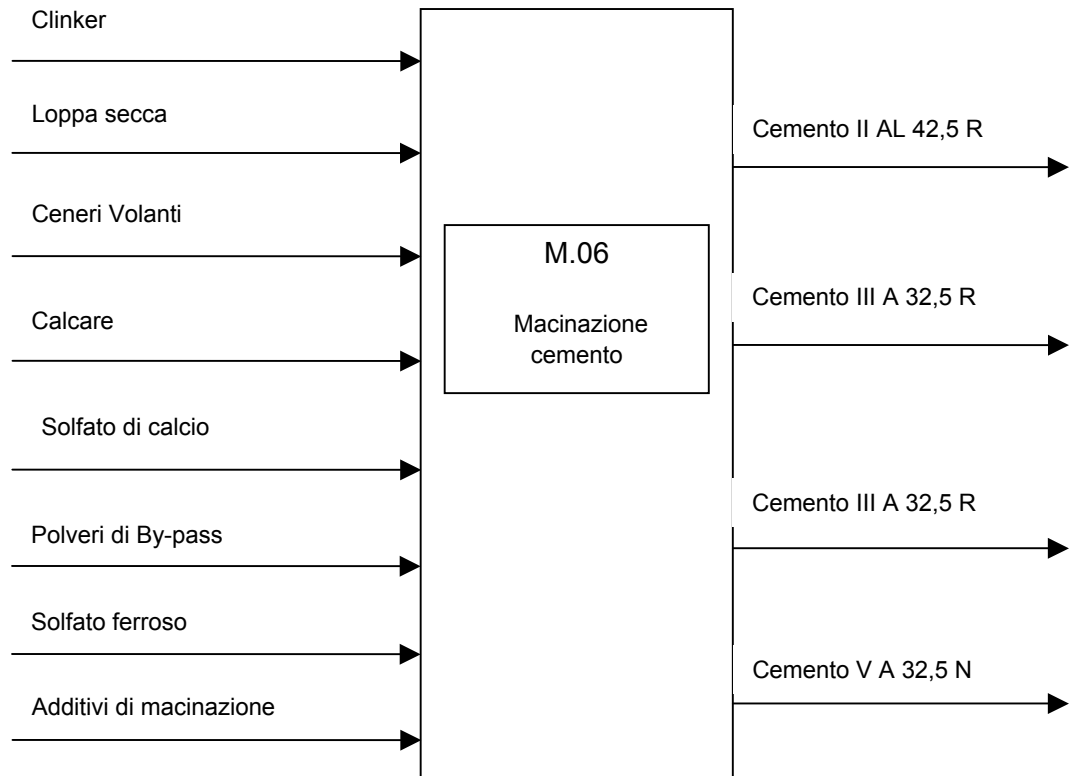 Clinker
Loppa secca
Ceneri Volanti
Calcare
Solfato di calcio
Polveri di By-pass
Solfato ferroso
Additivi di macinazione
M.06
Macinazione
cemento
Cemento II AL 42,5 R
Cemento III A 32,5 R
Cemento III A 32,5 R
Cemento V A 32,5 N